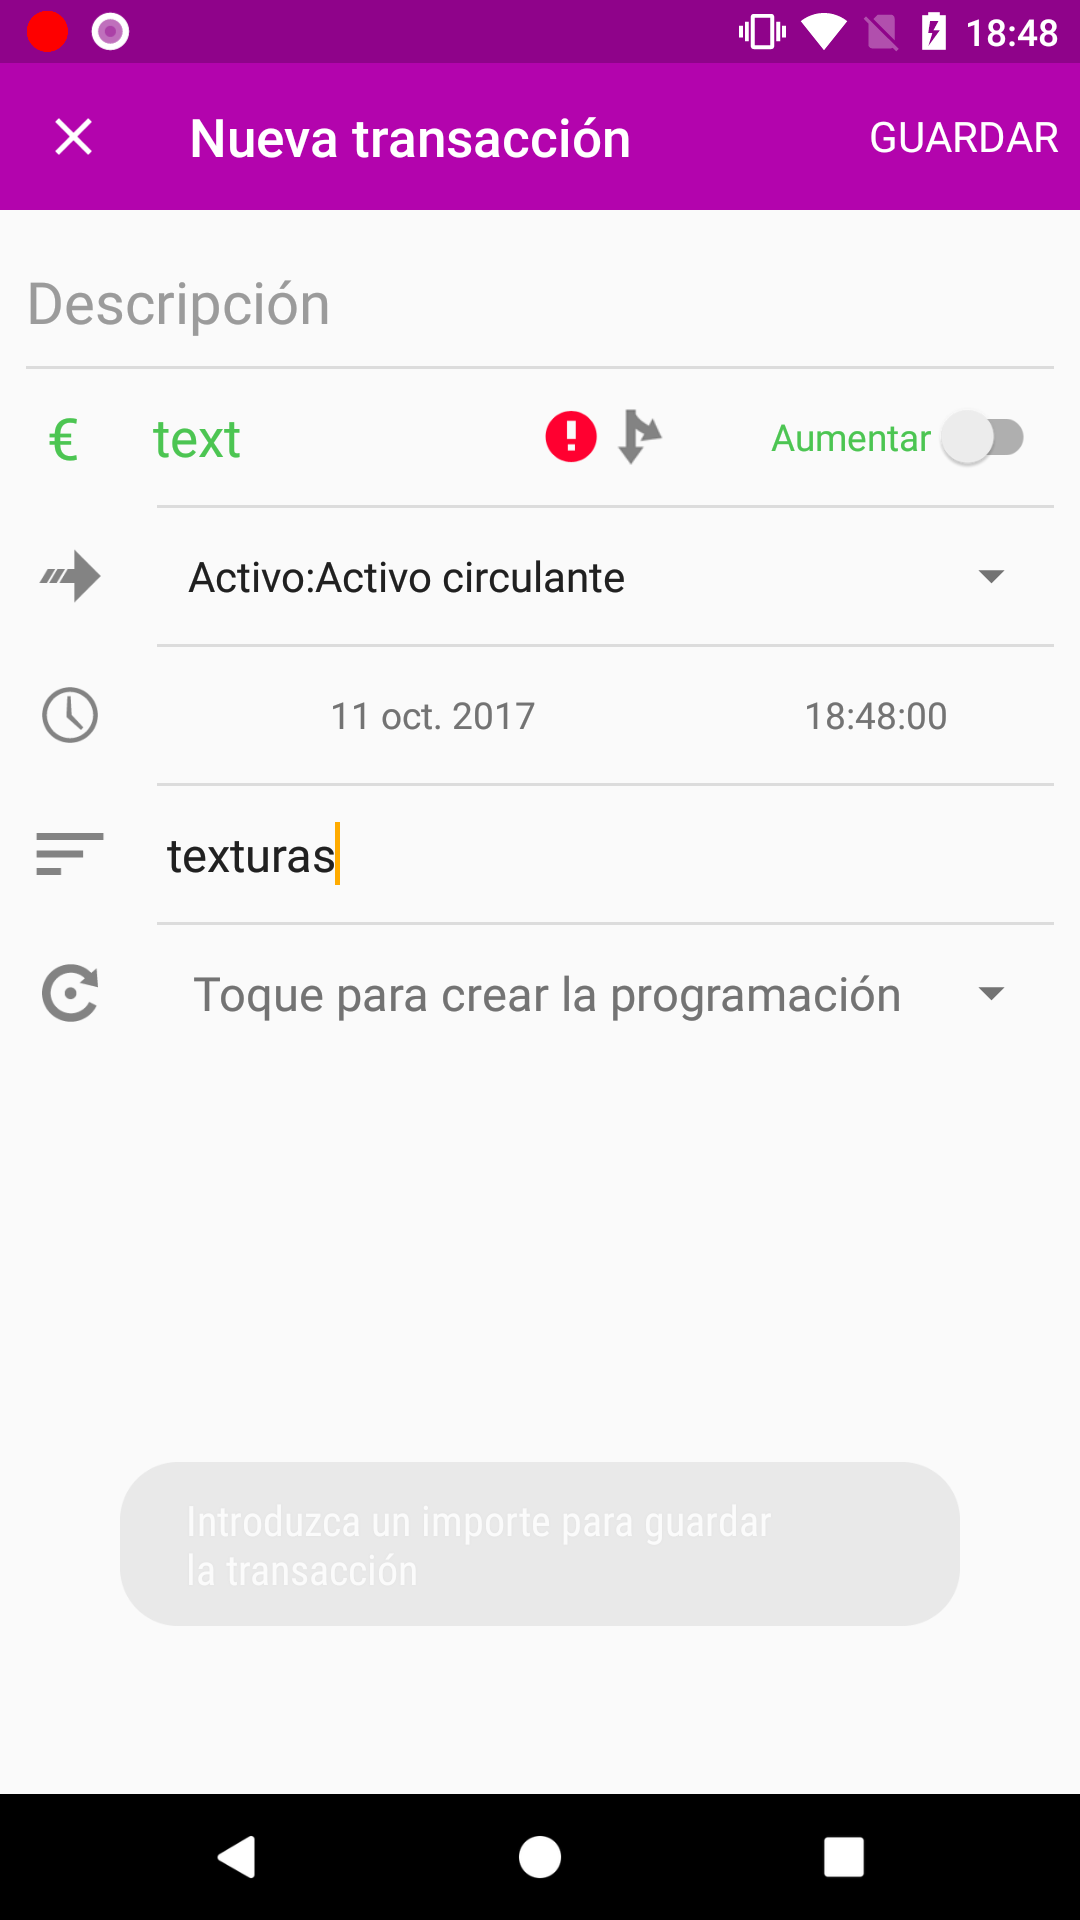 18:48
Nueva transacción
GUARDAR
Descripción
€ text Aumentar
Activo:Activo circulante
11 oct. 2017 18:48:00
texturas
Toque para crear la programación
Introduzca un importe para guardar
la transacción